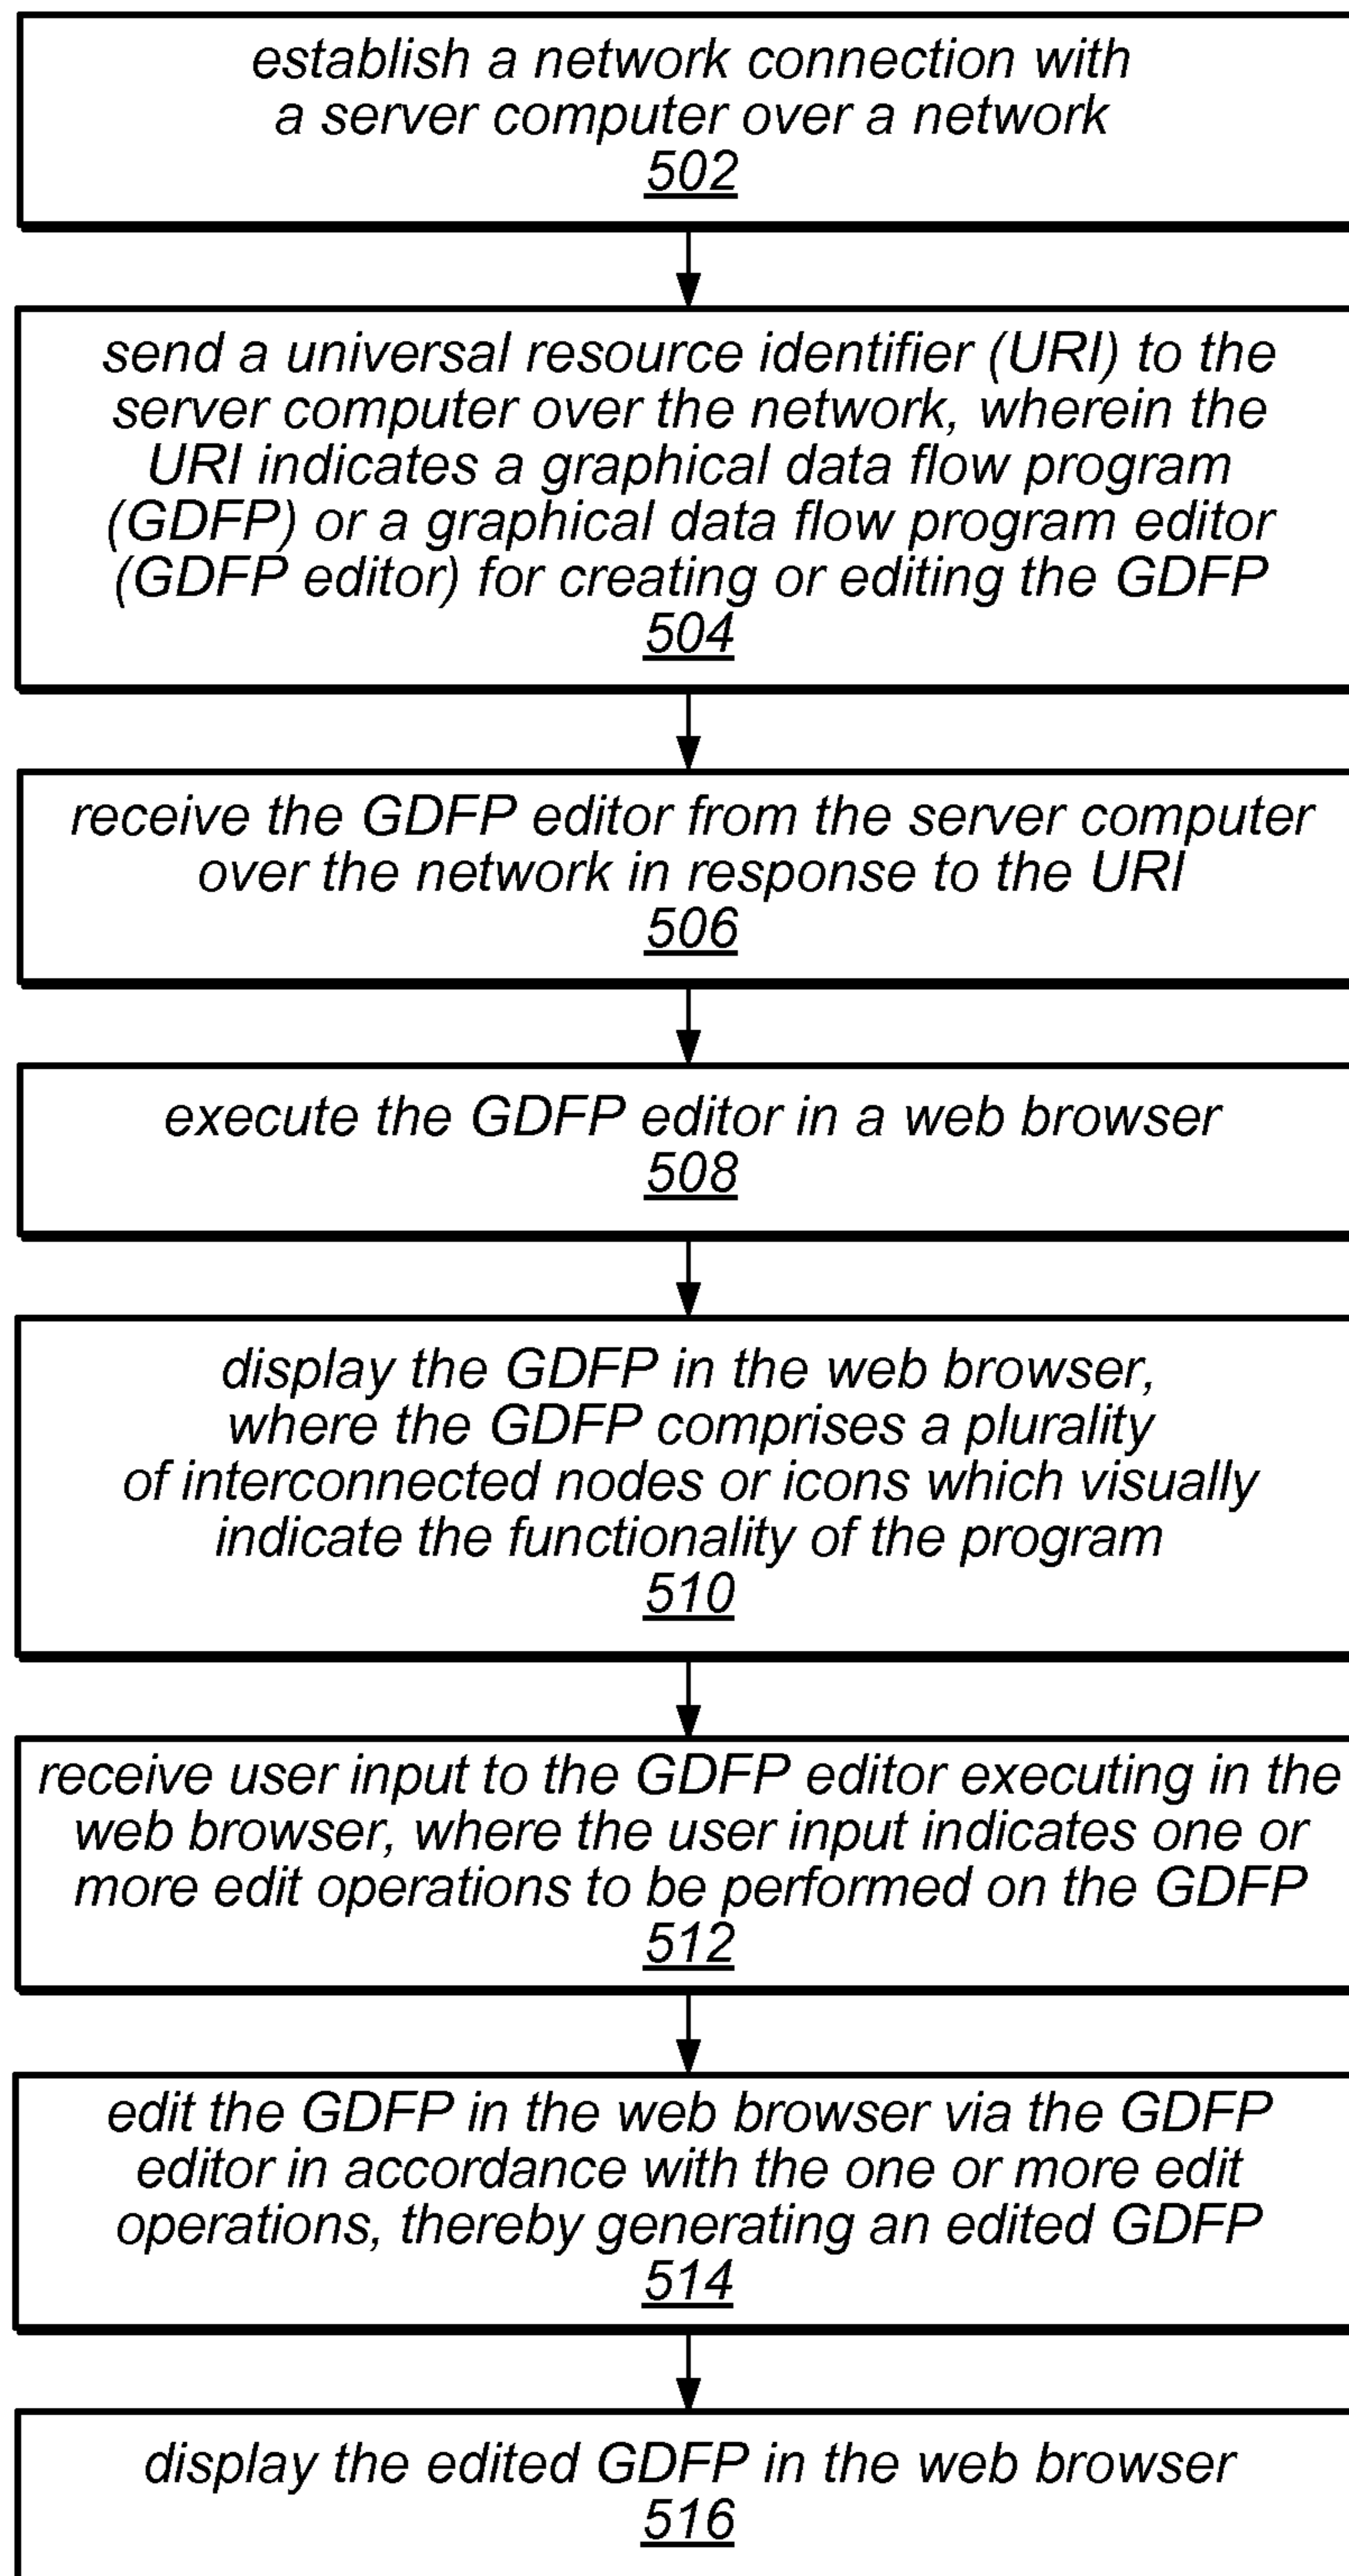 establish a network connection with
a server computer over a network
502
send a universal resource identifier (URI) to the
server computer over the network, wherein the
URI indicates a graphical data flow program
(GDFP) or a graphical data flow program editor
(GDFP editor) for creating or editing the GDFP
504
receive the GDFP editor from the server computer
over the network in response to the URI
506
execute the GDFP editor in a web browser
508
display the GDFP in the web browser,
where the GDFP comprises a plurality
of interconnected nodes or icons which visually
indicate the functionality of the program
510
receive user input to the GDFP editor executing in the
web browser, where the user input indicates one or
more edit operations to be performed on the GDFP
512
edit the GDFP in the web browser via the GDFP
editor in accordance with the one or more edit
operations, thereby generating an edited GDFP
514
display the edited GDFP in the web browser
516